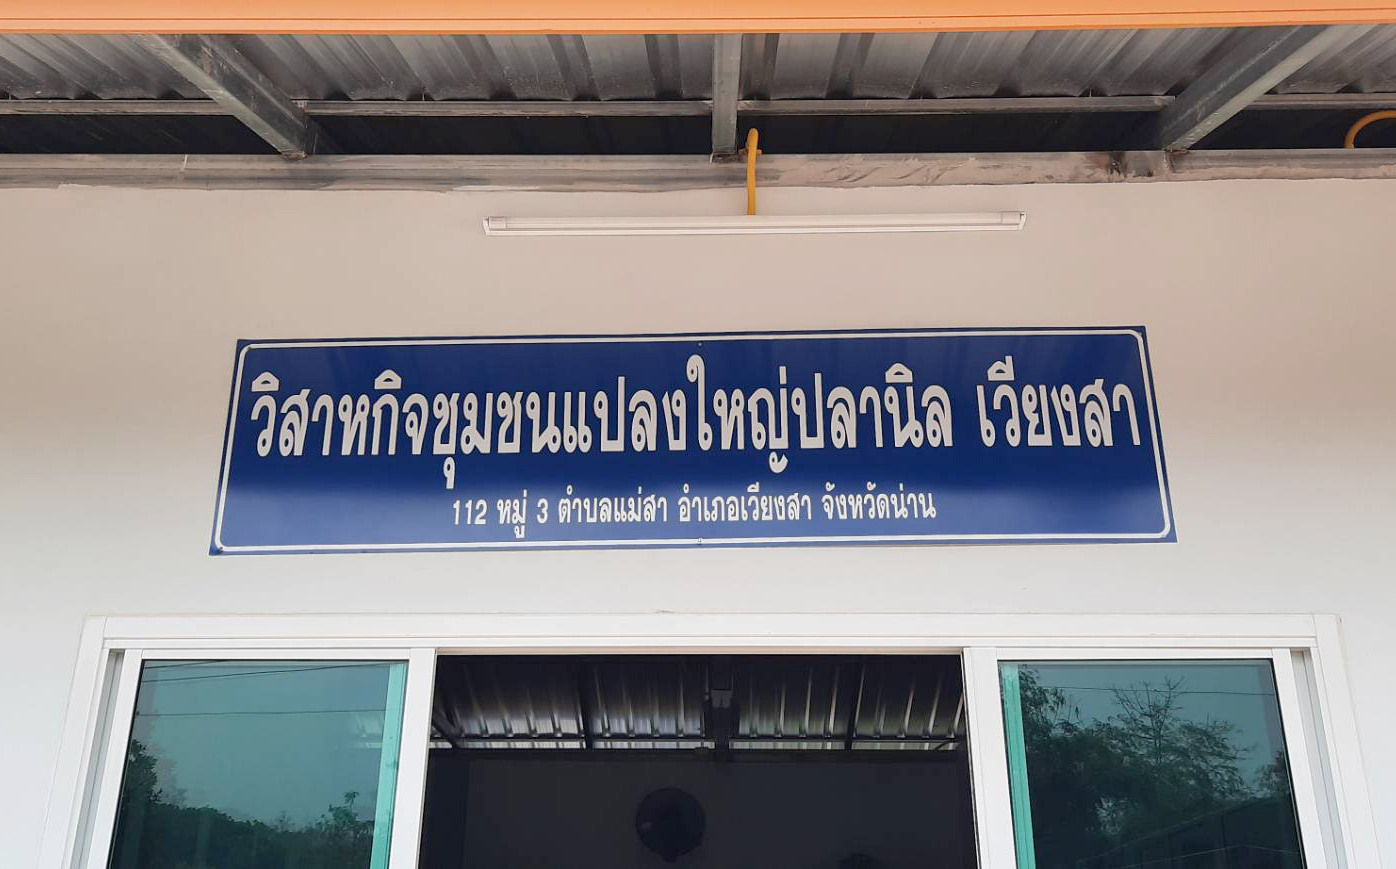 วิสาหกิจชุมชนแปลงใหญ่ปลานิล เวียงสา
112 หมู่ 3 ตำบลแม่สา อำเภอเวียงสา จังหวัดน่าน